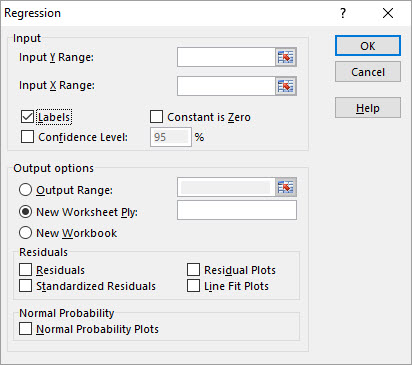 Regression
Input
Input Y Range:
Input X Range:
Labels
Constant is Zero
Confidence Level:
95 %
OK
Cancel
Help
Output options
Output Range:
New Worksheet Ply:
New Workbook
Residuals
Residuals
Residual Plots
Standardized Residuals
Line Fit Plots
Normal Probability
Normal Probability Plots